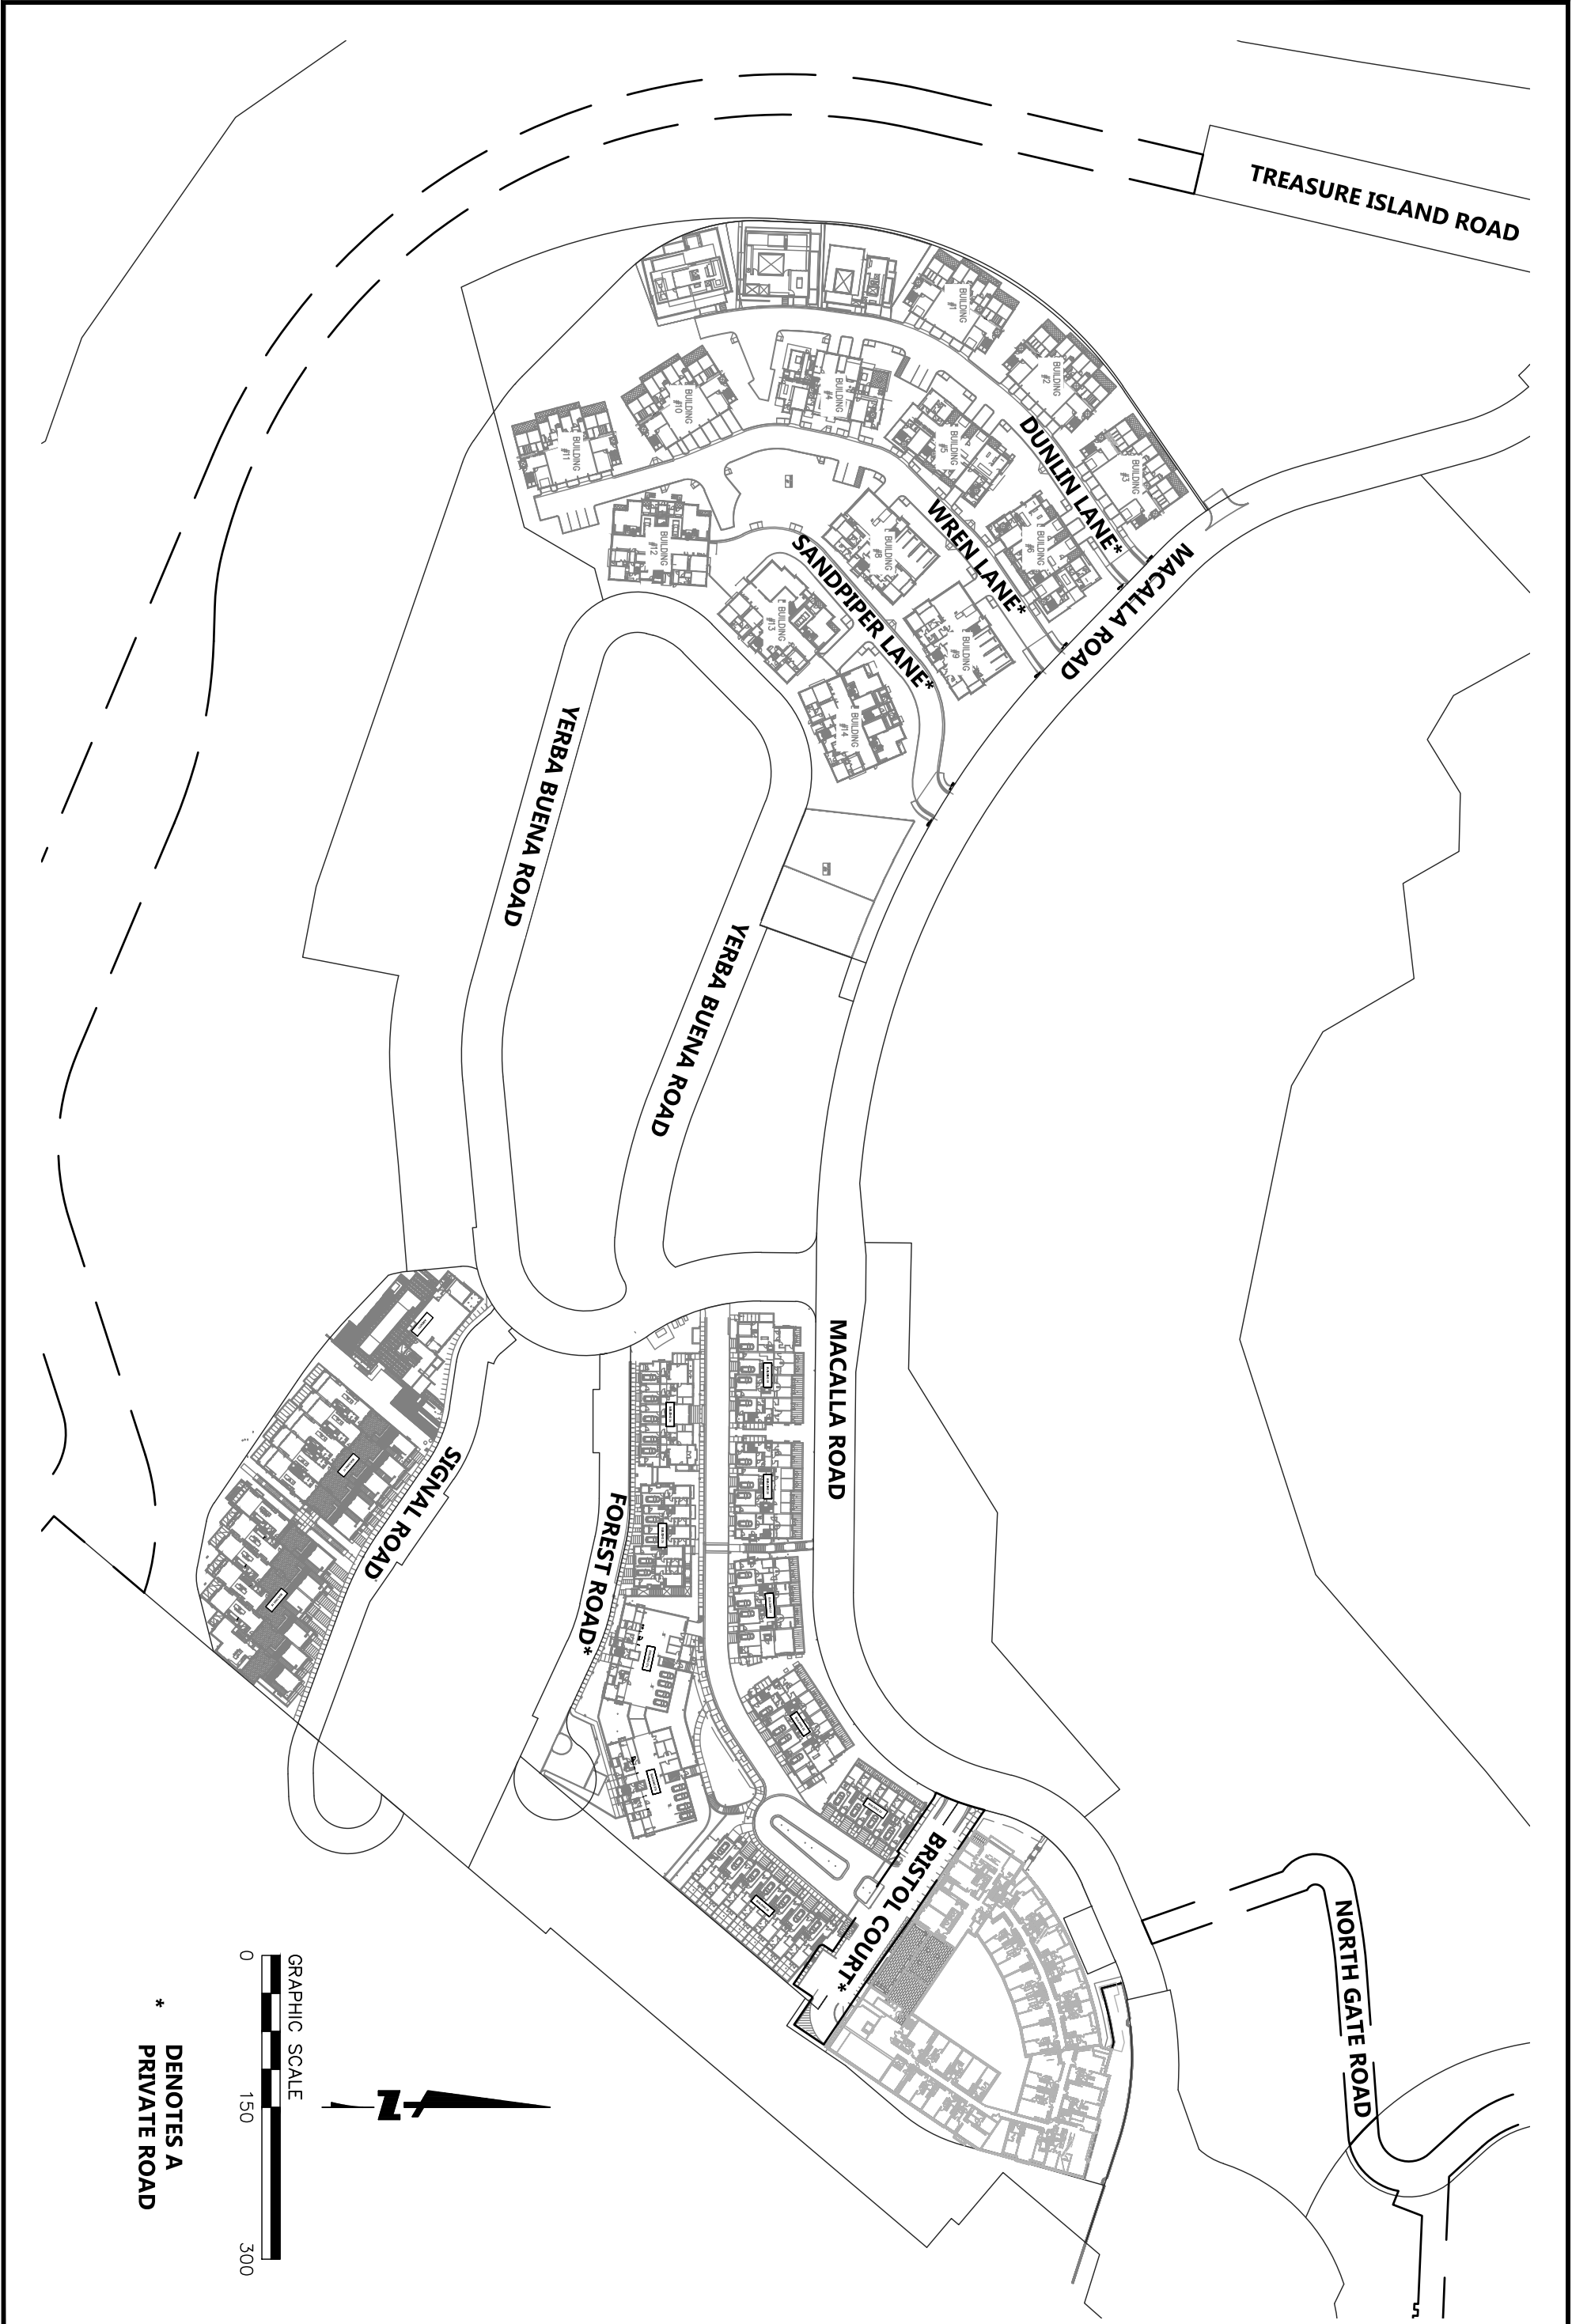 TREASURE ISLAND ROAD
BUILDING
#1
BUILDING
#2
BUILDING
#3
BUILDING
#4
BUILDING
#5
BUILDING
#6
BUILDING
#8
BUILDING
#9
BUILDING
#10
BUILDING
#11
BUILDING
#12
BUILDING
#13
BUILDING
#14
DUNLIN LANE*
WREN LANE*
SANDPIPER LANE*
MACALLA ROAD
YERBA BUENA ROAD
YERBA BUENA ROAD
MACALLA ROAD
SIGNAL ROAD
FOREST ROAD*
BRISTOL COURT*
NORTH GATE ROAD
GRAPHIC SCALE
0 150 300
* DENOTES A
PRIVATE ROAD
Z